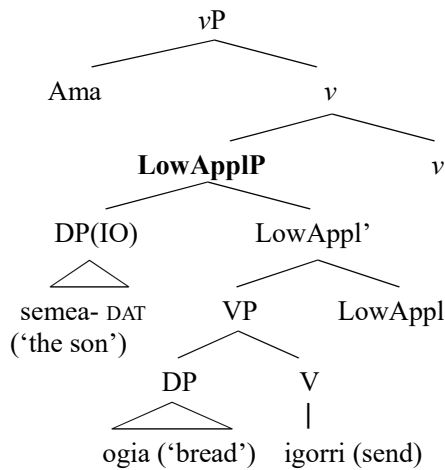 vP
Ama v
LowApplP v
DP(IO) LowAppl’
semea- DAT VP LowAppl
(‘the son’)
DP V
ogia (‘bread’) igorri (send)